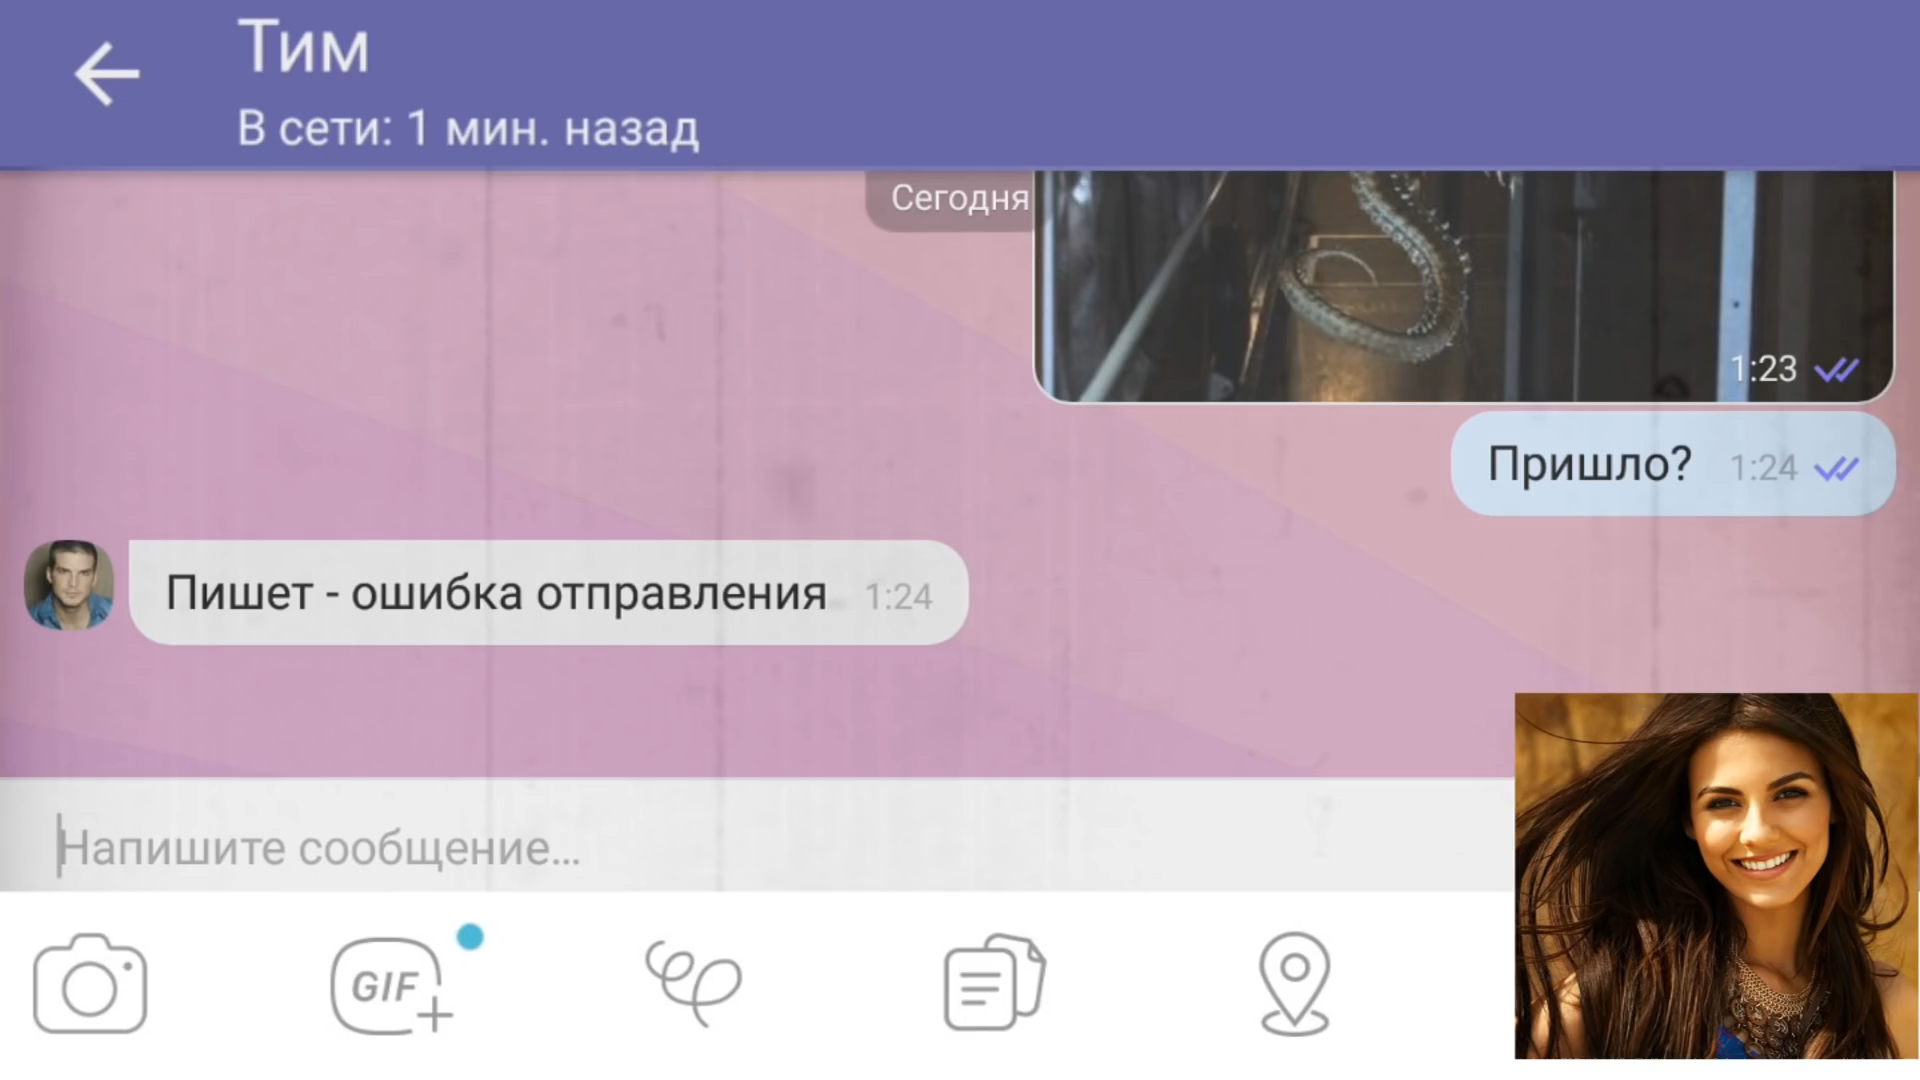 Тим
В сети: 1 мин. назад
Сегодня
1:23
Пришло? 1:24
Пишет - ошибка отправления 1:24
Напишите сообщение...
GIF